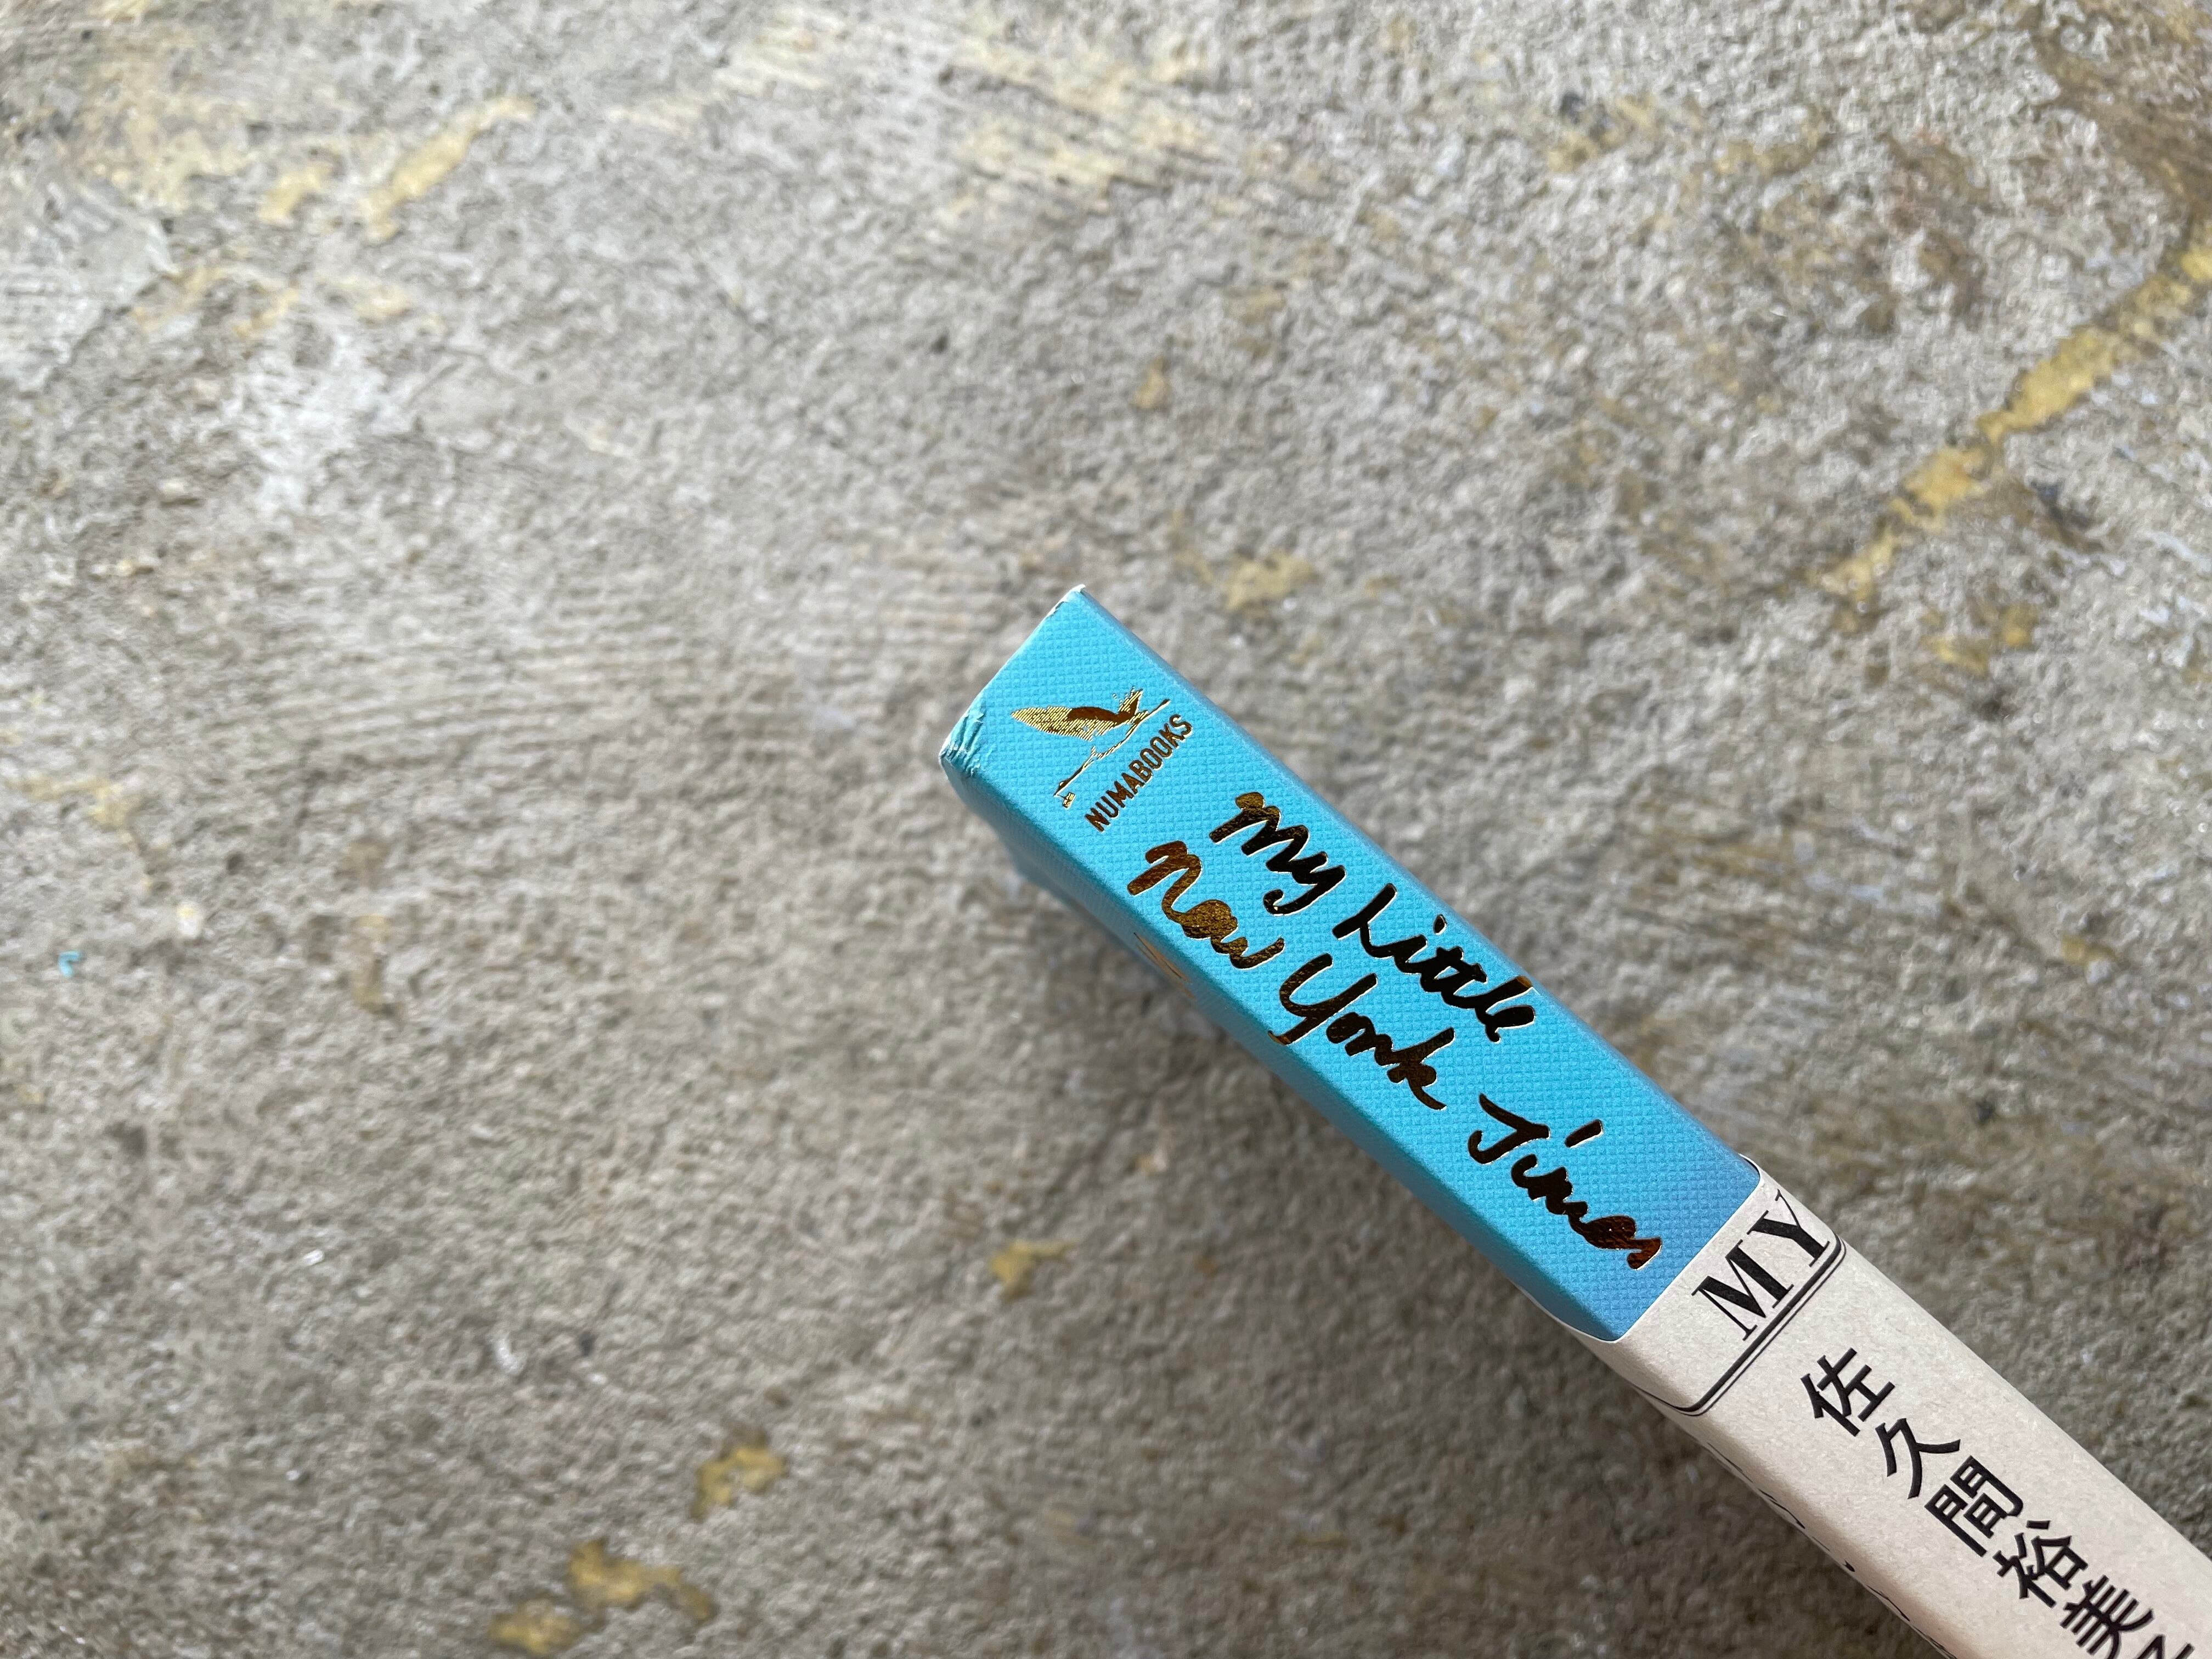 NUMABOOKS
My Little
New York Times
MY
佐久間裕美